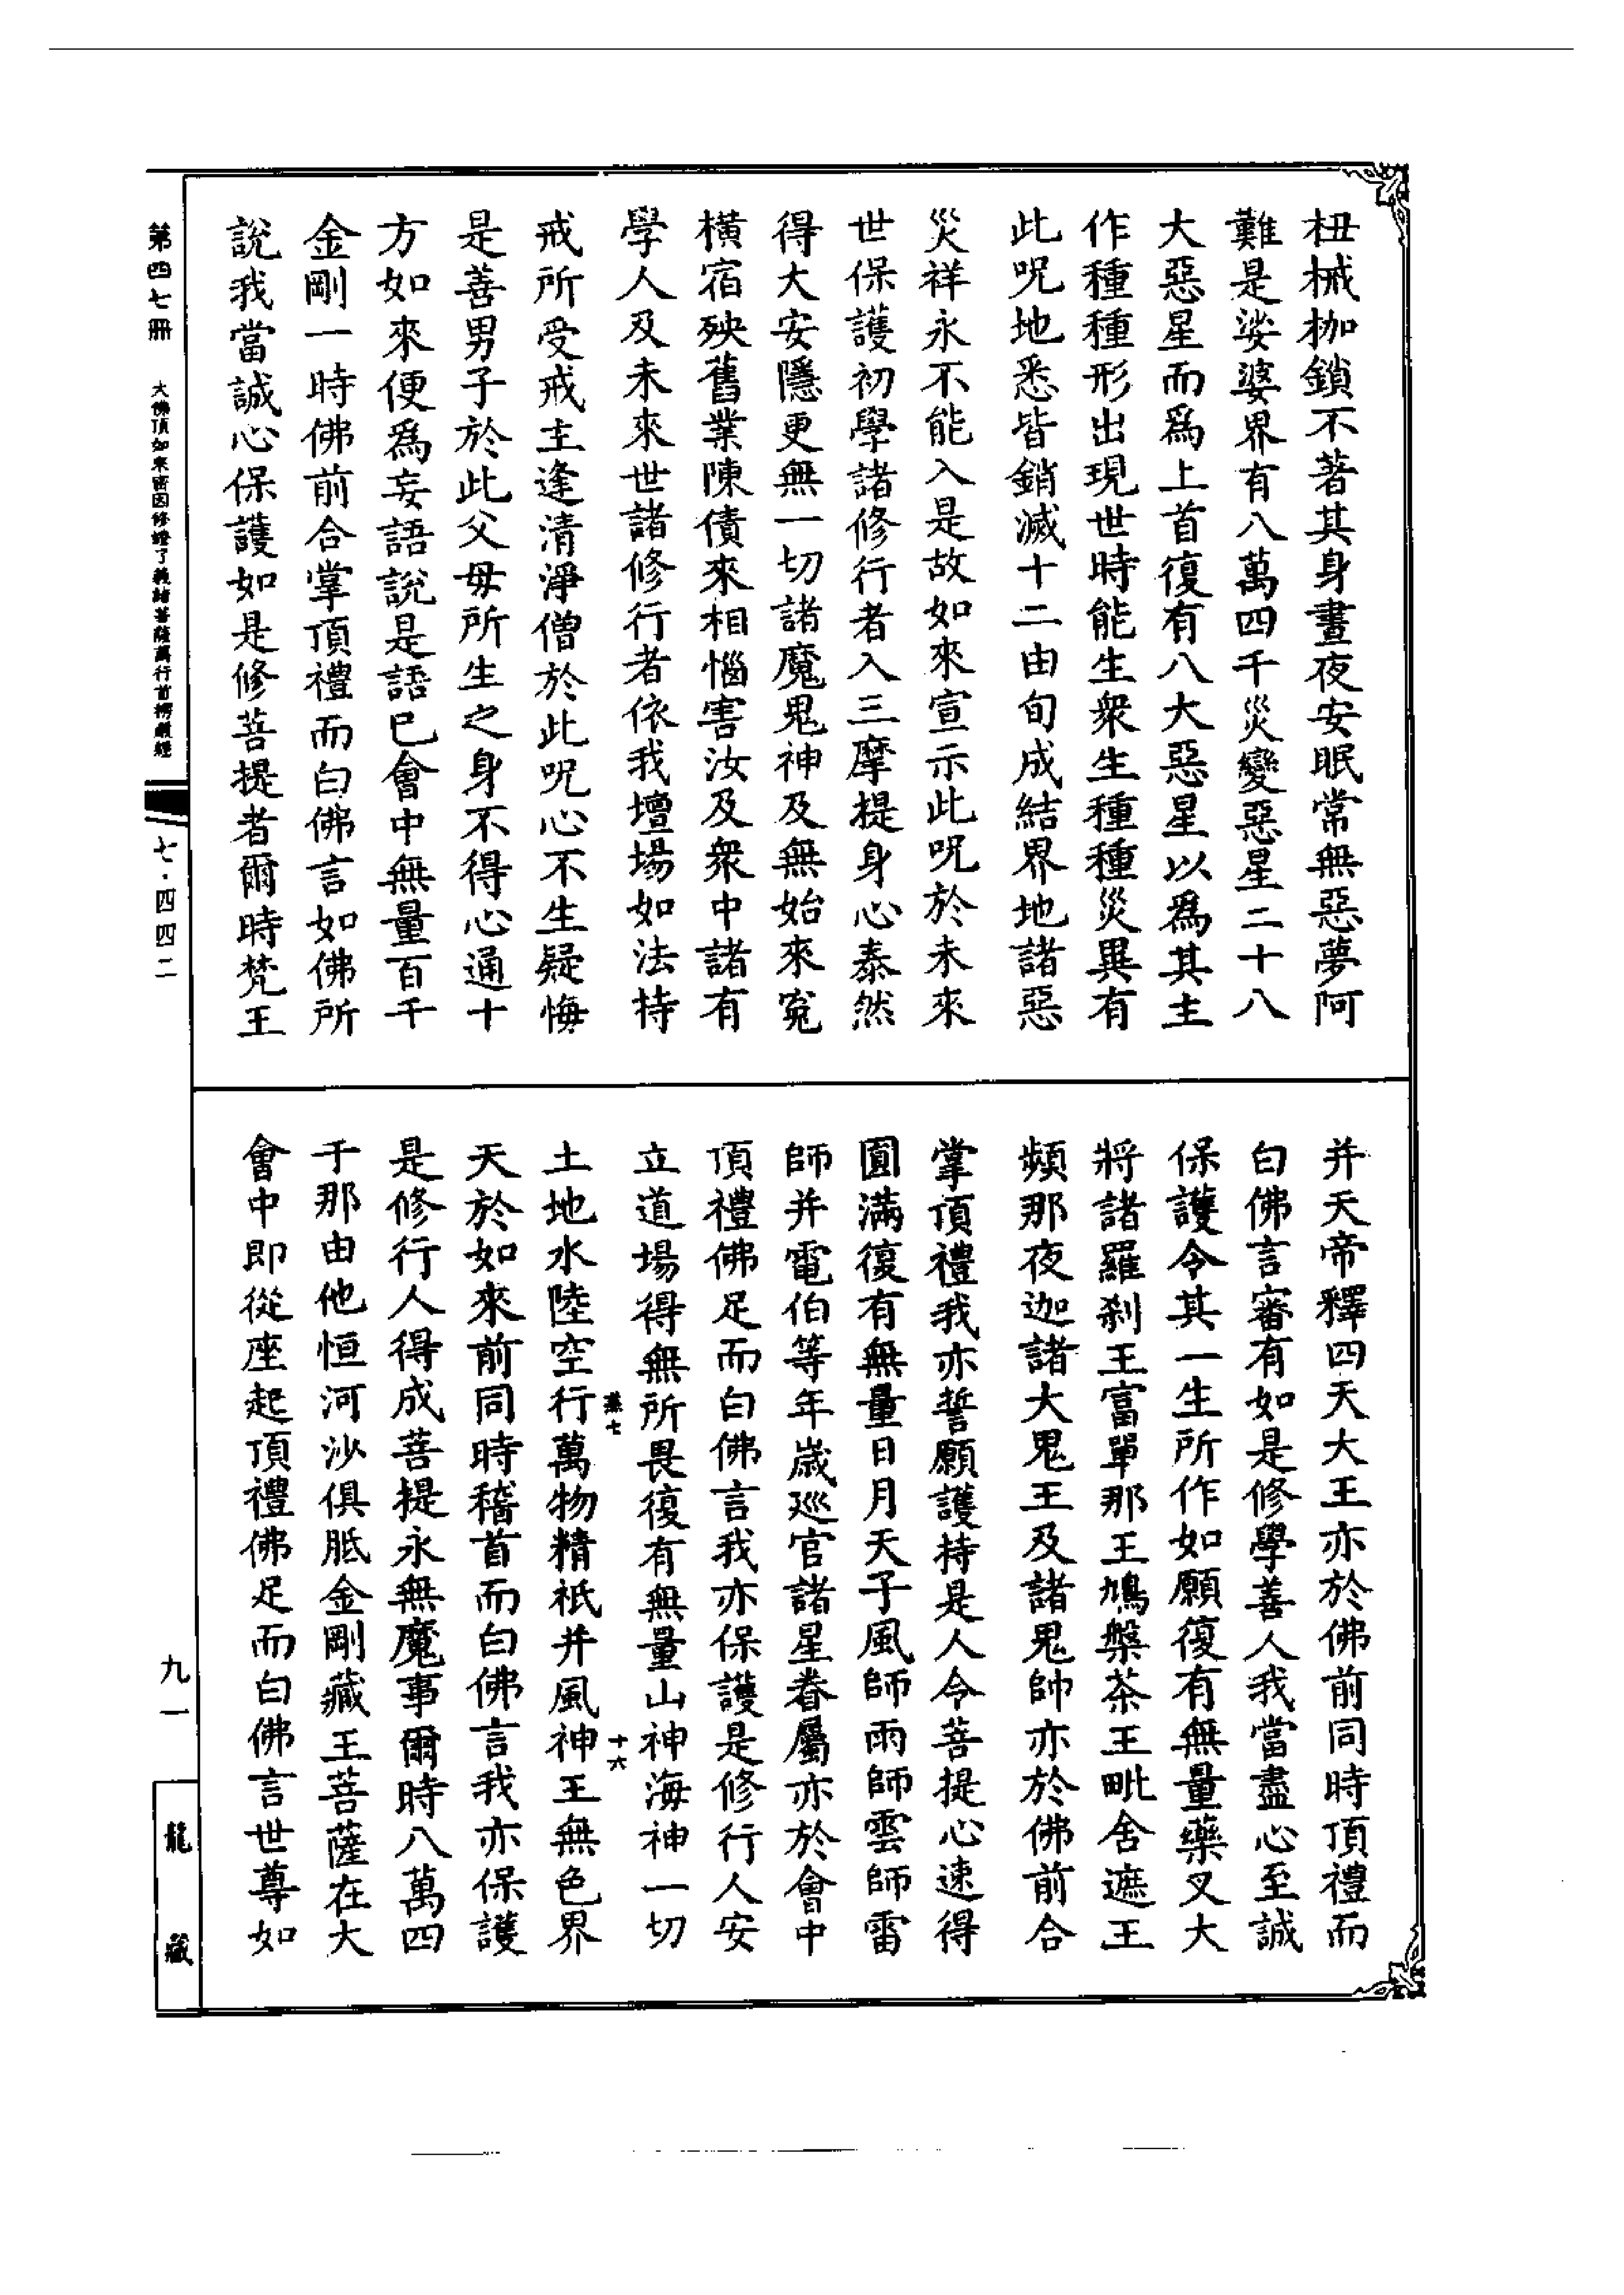 杻械枷鎖不著其身晝夜安眠常無惡夢阿
難是娑婆界有八萬四千災變惡星二十八
大惡星而爲上首復有八大惡星以爲其主
作種種形出現世時能生衆生種種災異有
此呪地悉皆銷滅十二由旬成結界地諸惡
災祥永不能入是故如來宣示此呪於未來
世保護初學諸修行者入三摩提身心泰然
得大安隱更無一切諸魔鬼神及無始來寃
橫宿殃舊業陳債來相惱害汝及衆中諸有
學人及未來世諸修行者依我壇場如法持
戒所受戒主逢清淨僧於此呪心不生疑悔
是善男子於此父母所生之身不得心通十
方如來便爲妄語說是語已會中無量百千
金剛一時佛前合掌頂禮而白佛言如佛所
說我當誠心保護如是修菩提者爾時梵王
并天帝釋四天大王亦於佛前同時頂禮而
白佛言審有如是修學善人我當盡心至誠
保護令其一生所作如願復有無量藥叉大
將諸羅剎王富單那王鳩槃茶王毗舍遮王
頻那夜迦諸大鬼王及諸鬼帥亦於佛前合
掌頂禮我亦誓願護持是人令菩提心速得
圓滿復有無量日月天子風師雨師雲師雷
師并電伯等年歲巡官諸星眷屬亦於會中
頂禮佛足而白佛言我亦保護是修行人安
立道場得無所畏復有無量山神海神一切
染七
十六
土地水陸空行萬物精祇并風神王無色界
天於如來前同時稽首而白佛言我亦保護
是修行人得成菩提永無魔事爾時八萬四
千那由他恒河沙俱胝金剛藏王菩薩在大
會中即從座起頂禮佛足而白佛言世尊如
第四七冊
大佛頂如來密因修證了義諸菩薩萬行首楞嚴經
七·四四二
九一
龍藏